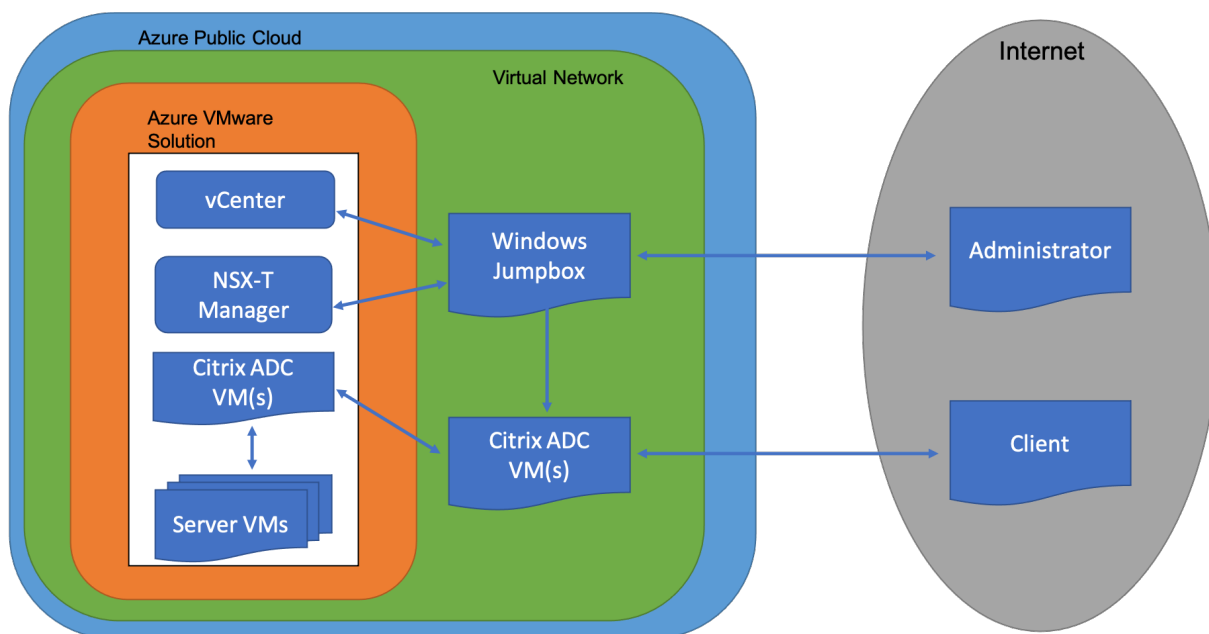 Azure Public Cloud
Virtual Network
Azure VMware
Solution
vCenter
NSX-T
Manager
Citrix ADC
VM(s)
Server VMs
Windows
Jumpbox
Citrix ADC
VM(s)
Internet
Administrator
Client